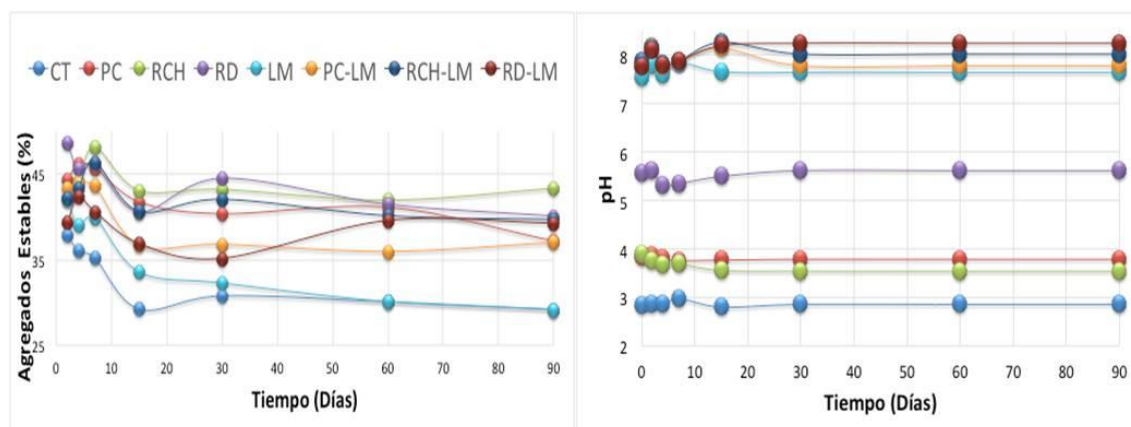 CT PC RCH RD LM PC-LM RCH-LM RD-LM
Agregados Estables (%)
45
35
25
0 10 20 30 40 50 60 70 80 90
Tiempo (Días)
pH
8
7
6
5
4
3
2
0 10 20 30 40 50 60 70 80 90
Tiempo (Días)